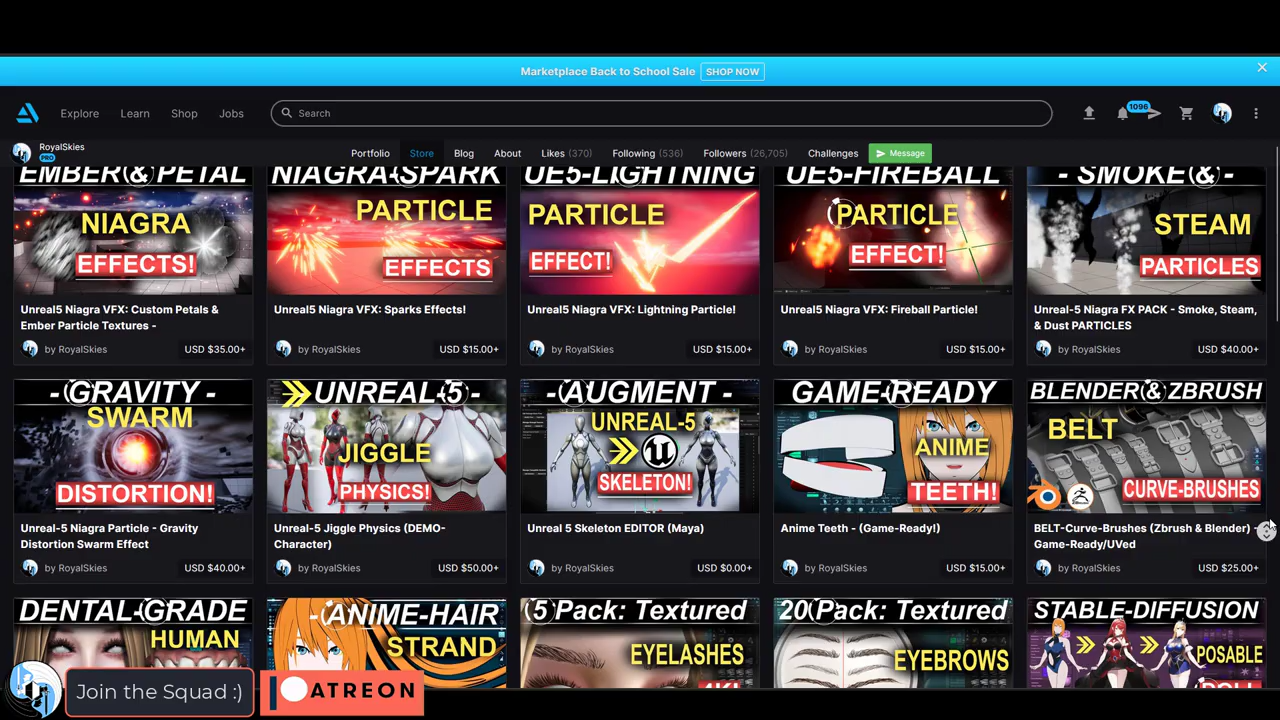 Marketplace Back to School Sale SHOP NOW
Explore Learn Shop Jobs Search 1096
RoyalSkies
PRO
Portfolio Store Blog About Likes (370) Following (536) Followers (26,705) Challenges Message
EMBER & PETAL
NIAGRA
EFFECTS!
Unreal5 Niagra VFX: Custom Petals &
Ember Particle Textures -
by RoyalSkies USD $35.00+
NIAGRA-SPARK
PARTICLE
EFFECTS
Unreal5 Niagra VFX: Sparks Effects!
by RoyalSkies USD $15.00+
UE5-LIGHTNING
PARTICLE
EFFECT!
Unreal5 Niagra VFX: Lightning Particle!
by RoyalSkies USD $15.00+
UE5-FIREBALL
PARTICLE
EFFECT!
Unreal5 Niagra VFX: Fireball Particle!
by RoyalSkies USD $15.00+
- SMOKE & -
STEAM
PARTICLES
Unreal-5 Niagra FX PACK - Smoke, Steam,
& Dust PARTICLES
by RoyalSkies USD $40.00+
- GRAVITY -
SWARM
DISTORTION!
Unreal-5 Niagra Particle - Gravity
Distortion Swarm Effect
by RoyalSkies USD $40.00+
UNREAL-5 -
JIGGLE
PHYSICS!
Unreal-5 Jiggle Physics (DEMO-
Character)
by RoyalSkies USD $50.00+
- AUGMENT -
UNREAL-5
SKELETON!
Unreal 5 Skeleton EDITOR (Maya)
by RoyalSkies USD $0.00+
GAME-READY
ANIME
TEETH!
Anime Teeth - (Game-Ready!)
by RoyalSkies USD $15.00+
BLENDER & ZBRUSH
BELT
CURVE-BRUSHES
BELT-Curve-Brushes (Zbrush & Blender) -
Game-Ready/UVed
by RoyalSkies USD $25.00+
DENTAL-GRADE
HUMAN
-ANIME-HAIR
STRAND
(5 Pack: Textured
EYELASHES
4K!
20(Pack: Textured
EYEBROWS
STABLE-DIFFUSION
POSABLE
Join the Squad :)
PATREON